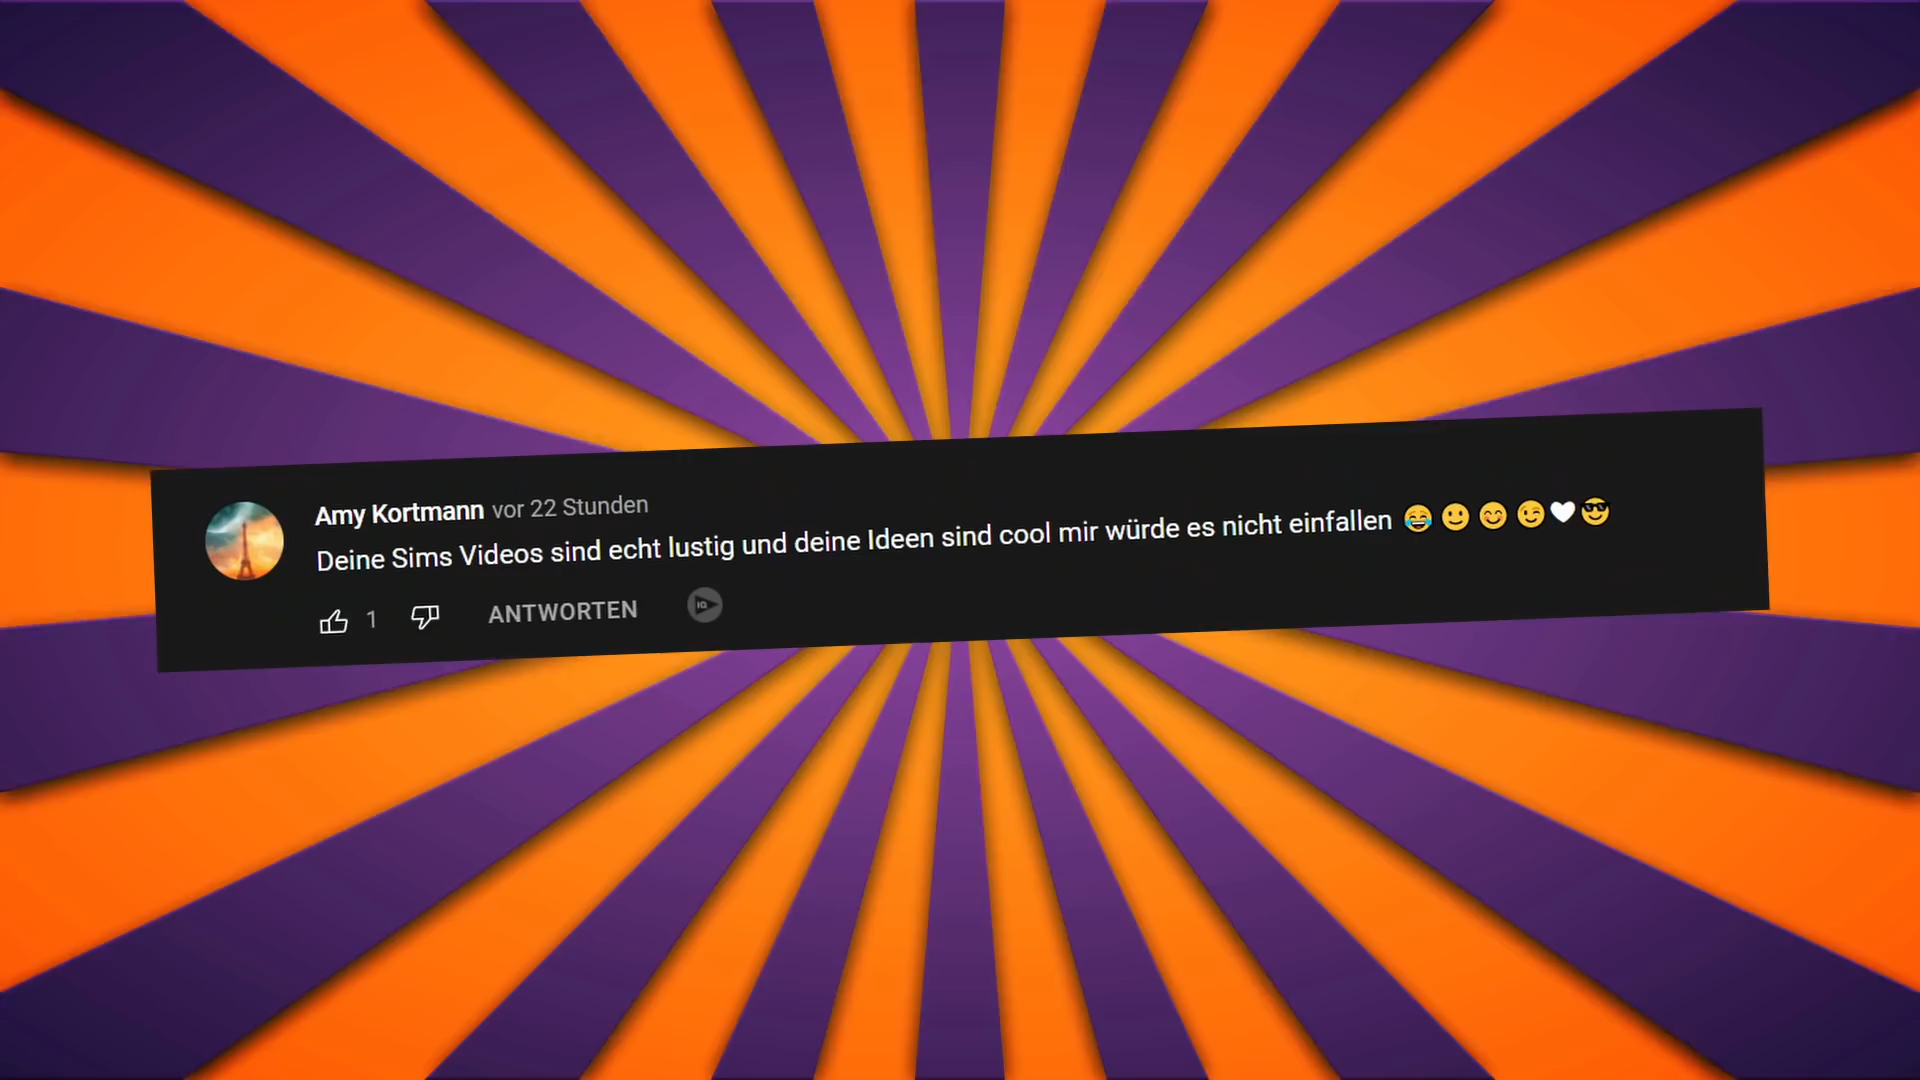 Amy Kortmann vor 22 Stunden
Deine Sims Videos sind echt lustig und deine Ideen sind cool mir würde es nicht einfallen 😂🙂😊😉🤍😎
1 ANTWORTEN IQ